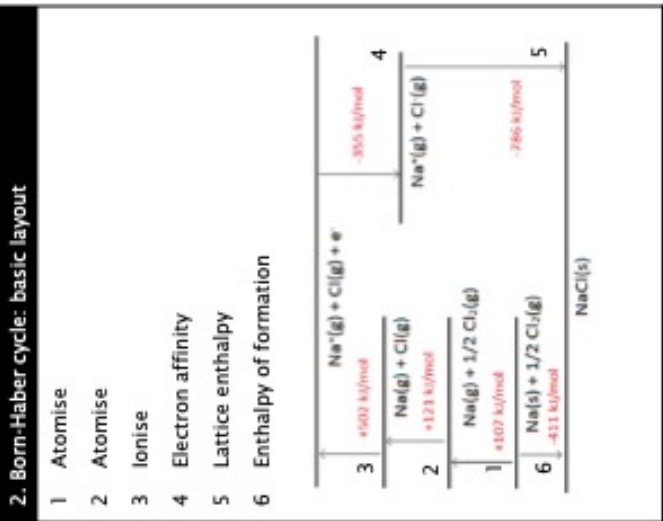 2. Born-Haber cycle: basic layout
1 Atomise
2 Atomise
3 Ionise
4 Electron affinity
5 Lattice enthalpy
6 Enthalpy of formation
Na⁺(g) + Cl(g) + e⁻
3
+502 kJ/mol
-355 kJ/mol
4
Na(g) + Cl(g)
Na⁺(g) + Cl⁻(g)
2
+121 kJ/mol
Na(g) + 1/2 Cl₂(g)
1
+107 kJ/mol
-786 kJ/mol
5
Na(s) + 1/2 Cl₂(g)
6
-411 kJ/mol
NaCl(s)